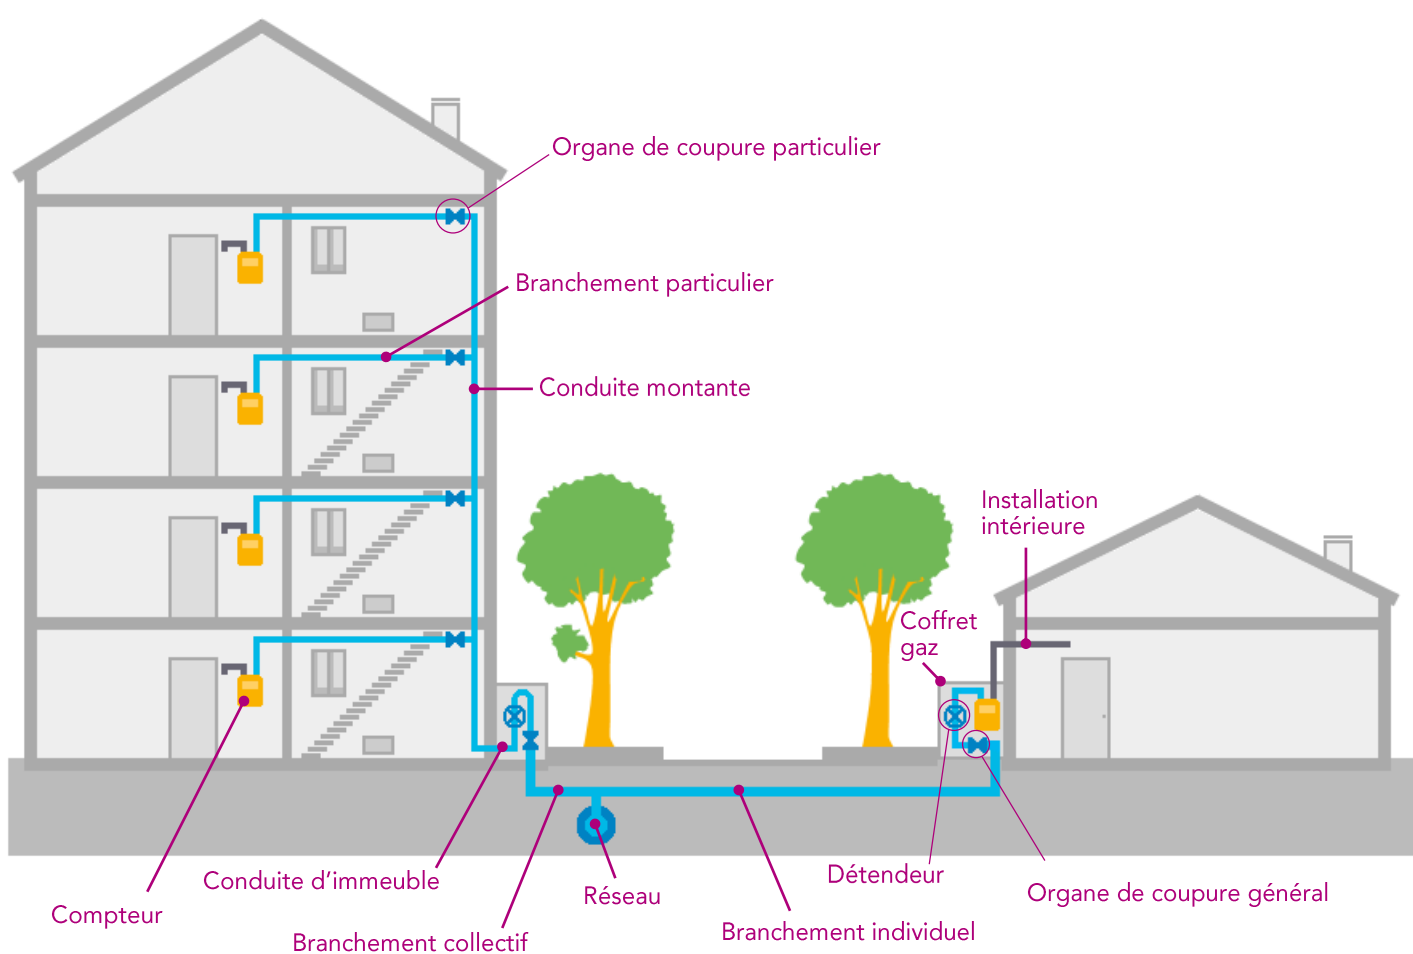 Organe de coupure particulier
Branchement particulier
Conduite montante
Installation
intérieure
Coffret
gaz
Détendeur
Conduite d’immeuble
Réseau
Organe de coupure général
Compteur
Branchement individuel
Branchement collectif